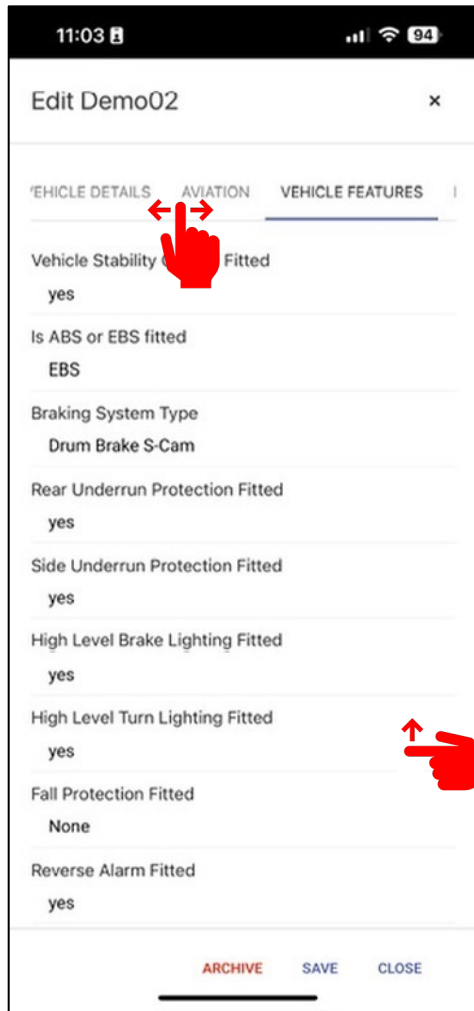 11:03
94
Edit Demo02
×
EHICLE DETAILS AVIATION VEHICLE FEATURES
Vehicle Stability Fitted
yes
Is ABS or EBS fitted
EBS
Braking System Type
Drum Brake S-Cam
Rear Underrun Protection Fitted
yes
Side Underrun Protection Fitted
yes
High Level Brake Lighting Fitted
yes
High Level Turn Lighting Fitted
yes
Fall Protection Fitted
None
Reverse Alarm Fitted
yes
ARCHIVE SAVE CLOSE